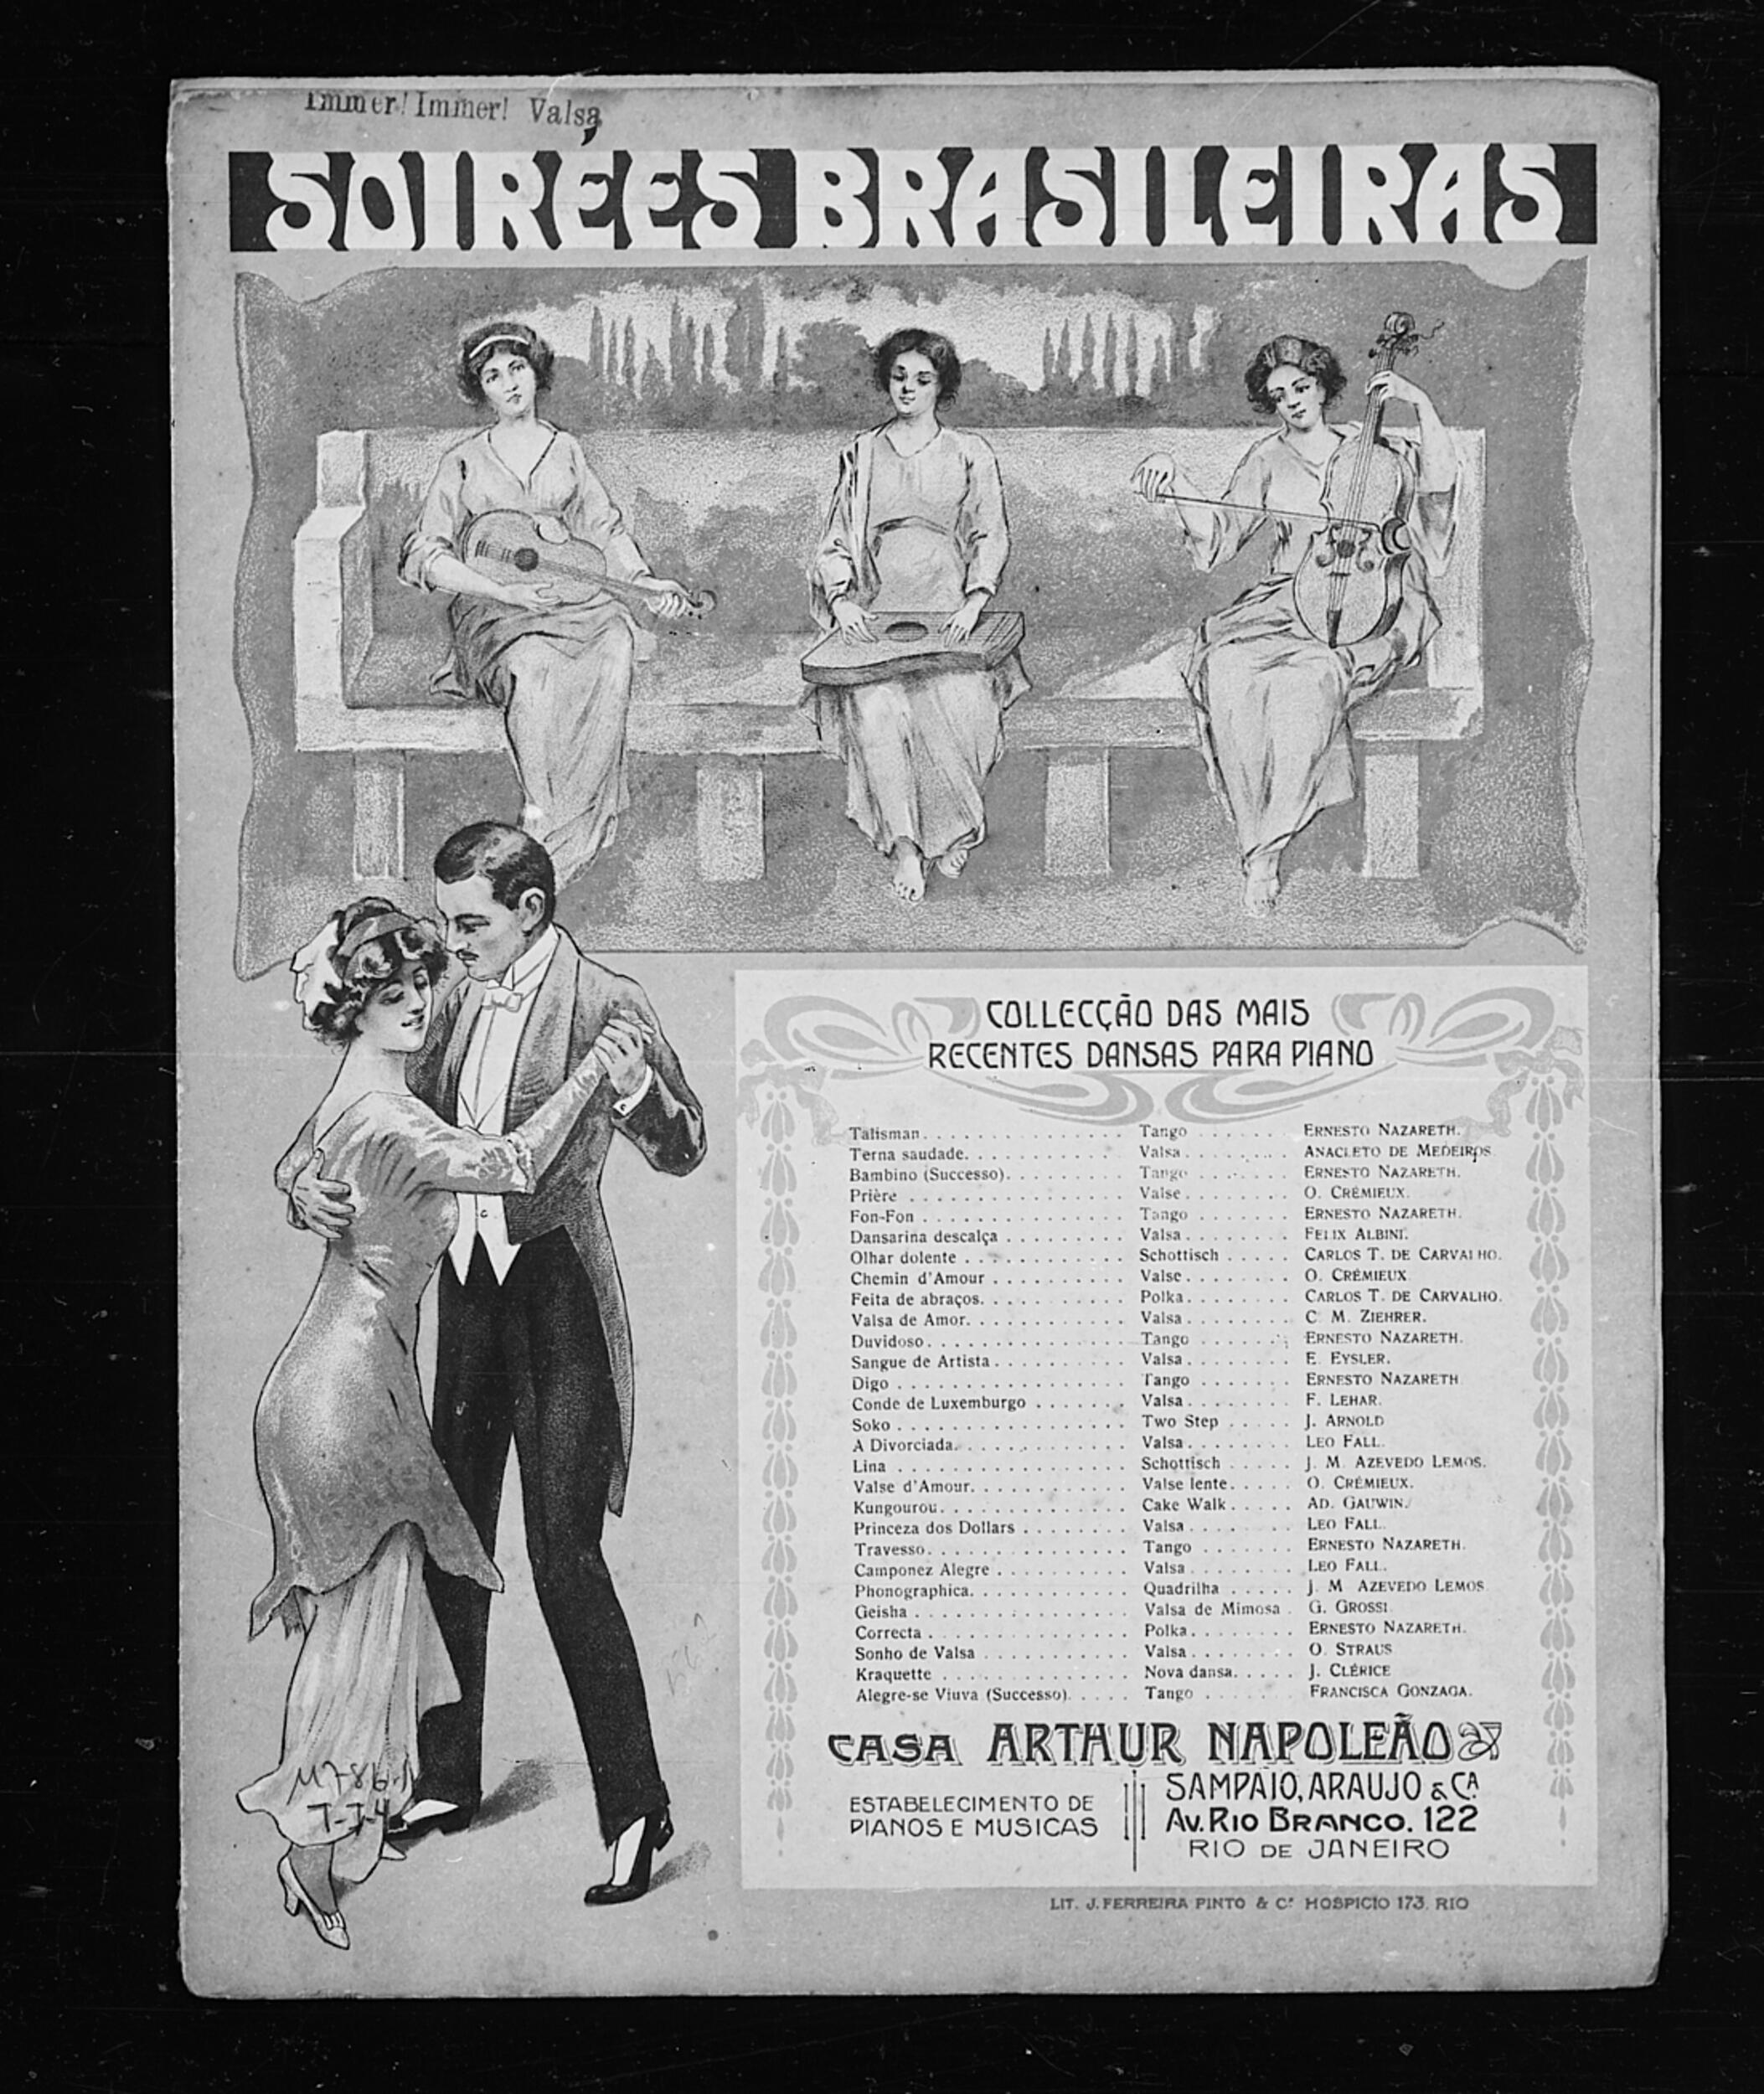 Immer! Immer! Valsa
SOIRÉES BRASILEIRAS
COLLECÇÃO DAS MAIS
RECENTES DANSAS PARA PIANO
Talisman. . . . . . . . . . . . . . . Tango . . . . . . . ERNESTO NAZARETH.
Terna saudade. . . . . . . . . . . . Valsa. . . . . . . . ANACLETO DE MEDEIROS.
Bambino (Successo). . . . . . . . . Tango . . . . . . . ERNESTO NAZARETH.
Prière . . . . . . . . . . . . . . . . Valse. . . . . . . . O. CRÉMIEUX.
Fon-Fon . . . . . . . . . . . . . . . Tango . . . . . . . ERNESTO NAZARETH.
Dansarina descalça . . . . . . . . . Valsa. . . . . . . . FELIX ALBINI.
Olhar dolente . . . . . . . . . . . . Schottisch . . . . . CARLOS T. DE CARVALHO.
Chemin d'Amour . . . . . . . . . . Valse. . . . . . . . O. CRÉMIEUX.
Feita de abraços. . . . . . . . . . . Polka. . . . . . . . CARLOS T. DE CARVALHO.
Valsa de Amor. . . . . . . . . . . . Valsa. . . . . . . . C. M. ZIEHRER.
Duvidoso. . . . . . . . . . . . . . . Tango . . . . . . . ERNESTO NAZARETH.
Sangue de Artista. . . . . . . . . . Valsa. . . . . . . . E. EYSLER.
Digo . . . . . . . . . . . . . . . . . Tango . . . . . . . ERNESTO NAZARETH
Conde de Luxemburgo . . . . . . . Valsa. . . . . . . . F. LEHAR.
Soko . . . . . . . . . . . . . . . . . Two Step . . . . . J. ARNOLD
A Divorciada. . . . . . . . . . . . . Valsa. . . . . . . . LEO FALL.
Lina . . . . . . . . . . . . . . . . . Schottisch . . . . . J. M. AZEVEDO LEMOS.
Valse d'Amour. . . . . . . . . . . . Valse lente. . . . . O. CRÉMIEUX.
Kungourou. . . . . . . . . . . . . . Cake Walk. . . . . AD. GAUWIN.
Princeza dos Dollars . . . . . . . . Valsa. . . . . . . . LEO FALL.
Travesso. . . . . . . . . . . . . . . Tango . . . . . . . ERNESTO NAZARETH.
Camponez Alegre . . . . . . . . . . Valsa. . . . . . . . LEO FALL.
Phonographica. . . . . . . . . . . . Quadrilha . . . . . J. M. AZEVEDO LEMOS
Geisha . . . . . . . . . . . . . . . . Valsa de Mimosa . G. GROSSI
Correcta . . . . . . . . . . . . . . . Polka. . . . . . . . ERNESTO NAZARETH.
Sonho de Valsa . . . . . . . . . . . Valsa. . . . . . . . O. STRAUS
Kraquette . . . . . . . . . . . . . . Nova dansa. . . . . J. CLÉRICE
Alegre-se Viuva (Successo). . . . . Tango . . . . . . . FRANCISCA GONZAGA.
CASA ARTHUR NAPOLEÃO
ESTABELECIMENTO DE
PIANOS E MUSICAS
SAMPAIO, ARAUJO & CA.
AV. RIO BRANCO. 122
RIO DE JANEIRO
M786.1
LIT. J. FERREIRA PINTO & Cª HOSPICIO 173. RIO